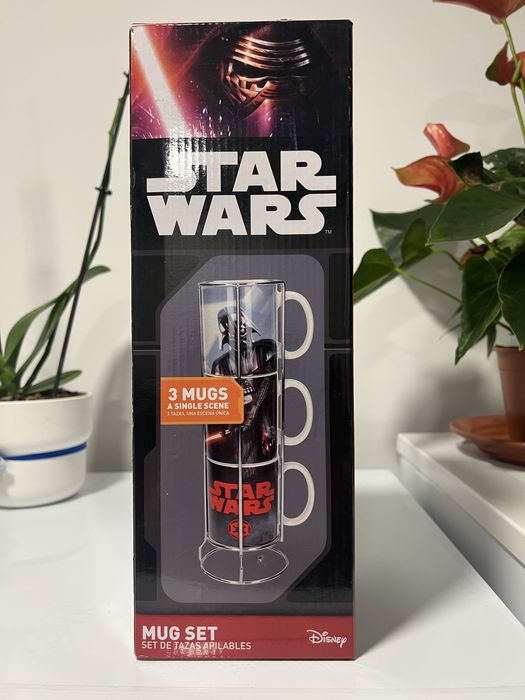 STAR
WARS
TM
3 MUGS
A SINGLE SCENE
3 TAZAS, UNA ESCENA ÚNICA
STAR
WARS
MUG SET
SET DE TAZAS APILABLES
Disney